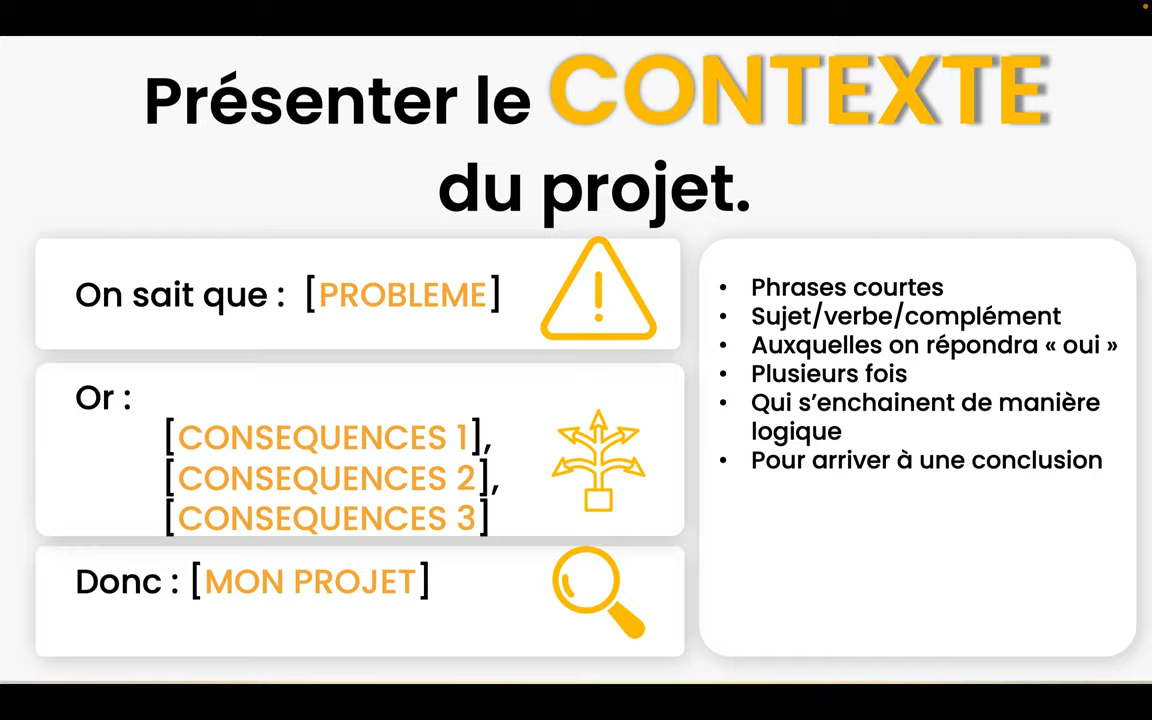 Présenter le CONTEXTE
du projet.
On sait que : [PROBLEME]
Or :
[CONSEQUENCES 1],
[CONSEQUENCES 2],
[CONSEQUENCES 3]
Donc : [MON PROJET]
• Phrases courtes
• Sujet/verbe/complément
• Auxquelles on répondra « oui »
• Plusieurs fois
• Qui s’enchainent de manière
logique
• Pour arriver à une conclusion